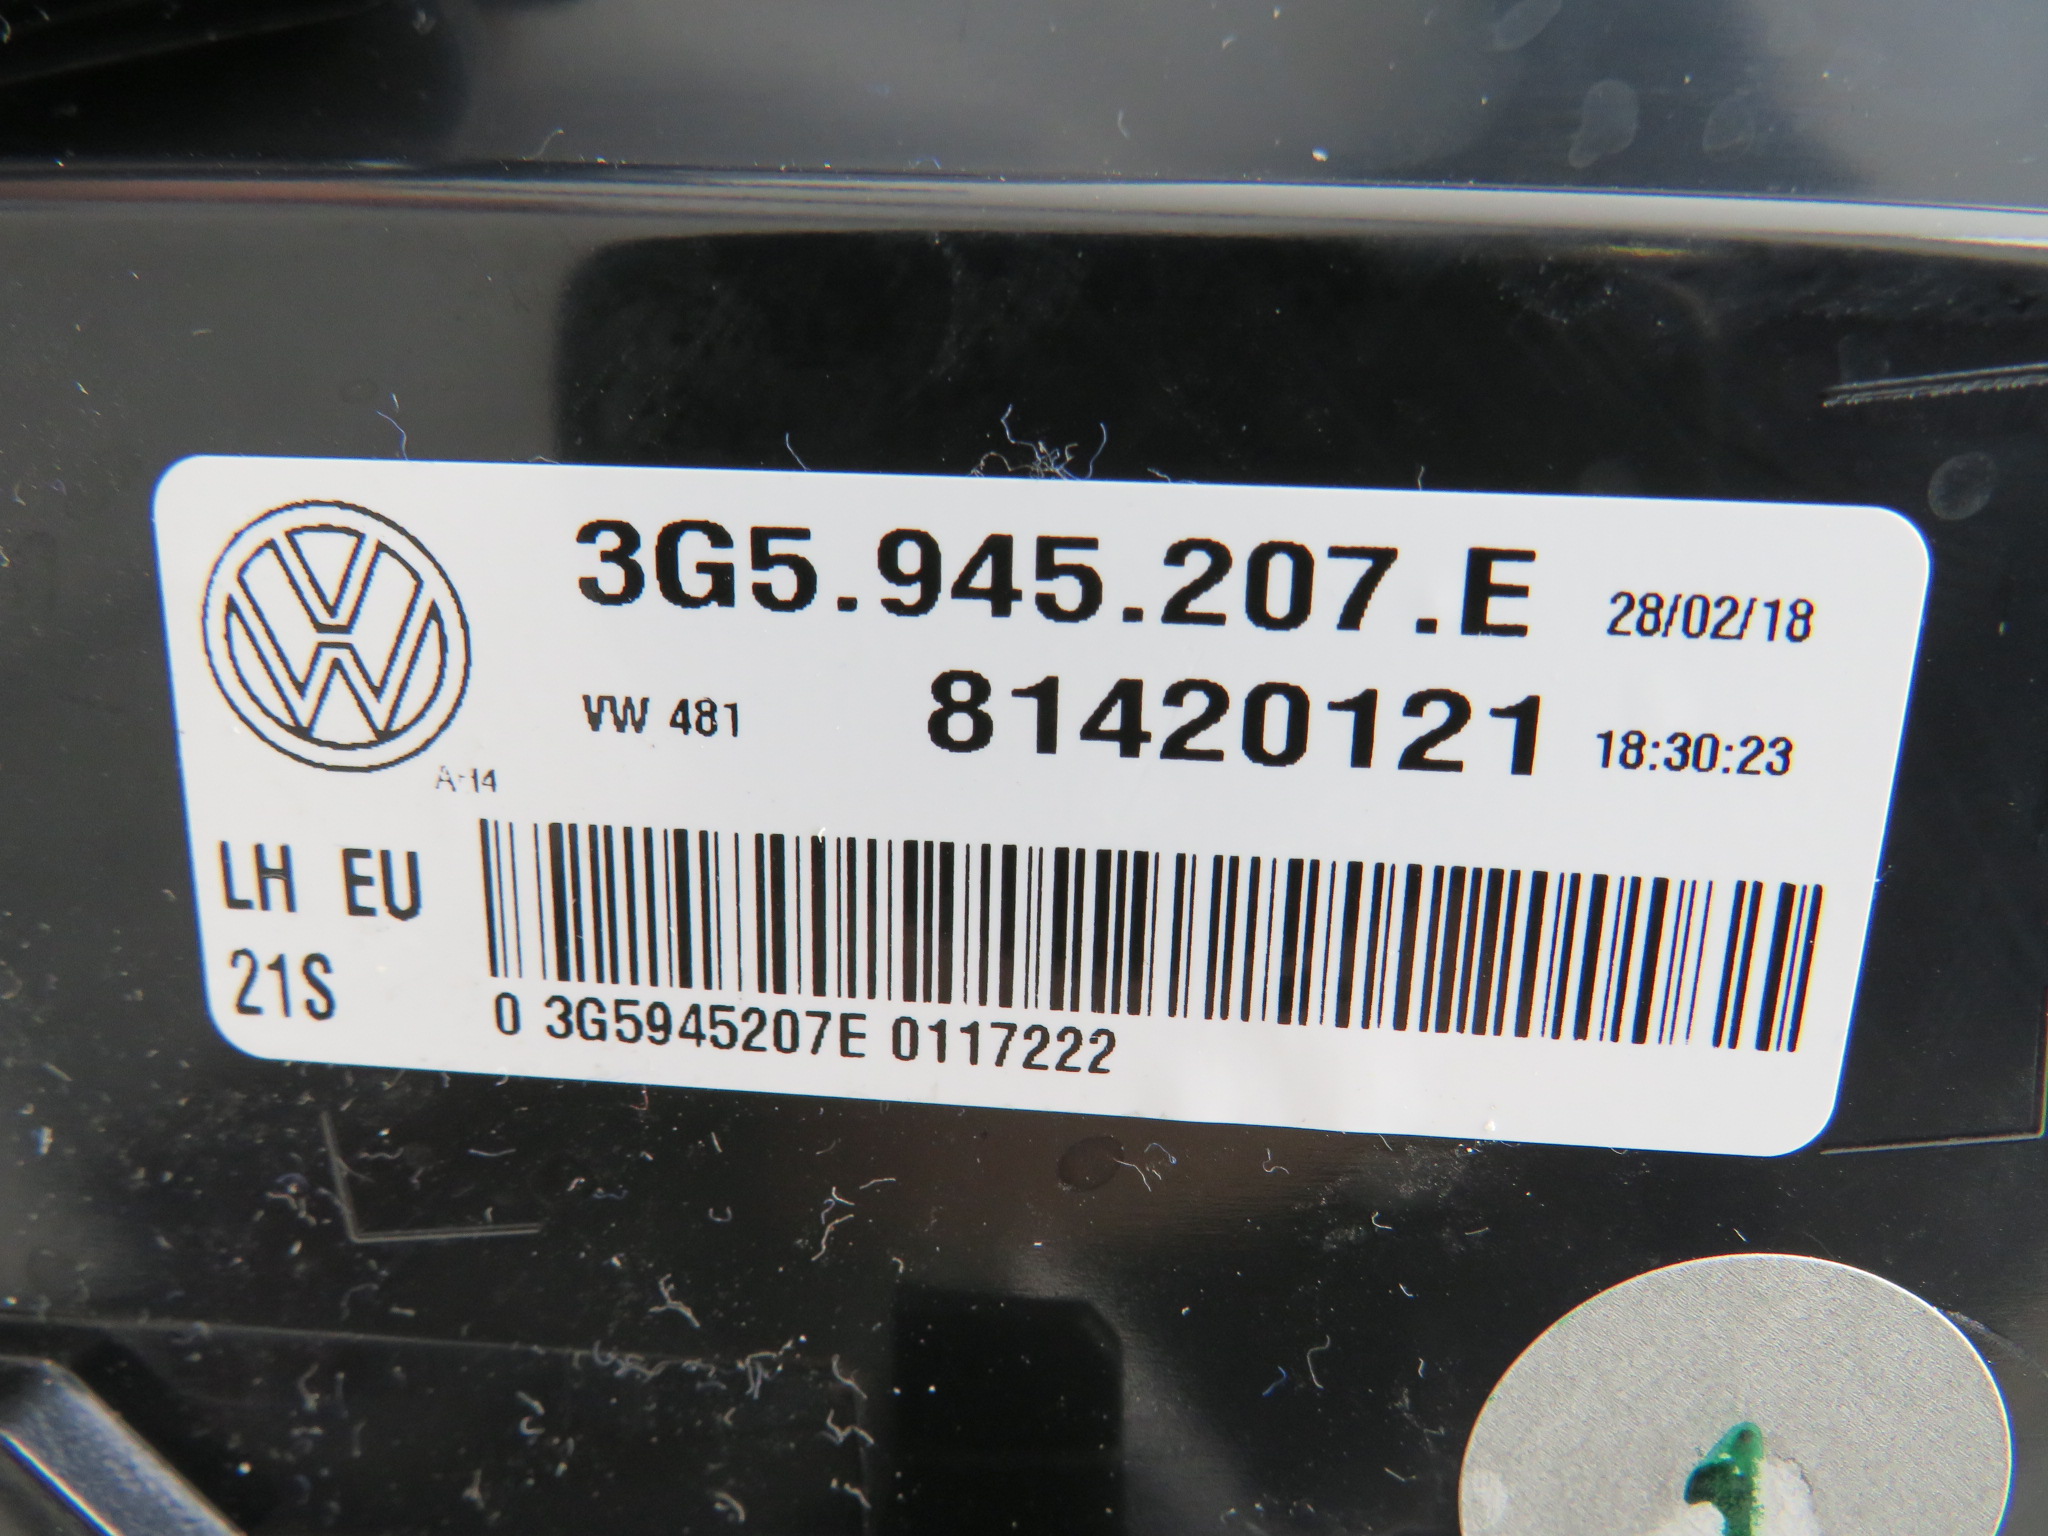 3G5.945.207.E 28/02/18
VW 481 81420121 18:30:23
A-14
LH EU
21S
0 3G5945207E 0117222